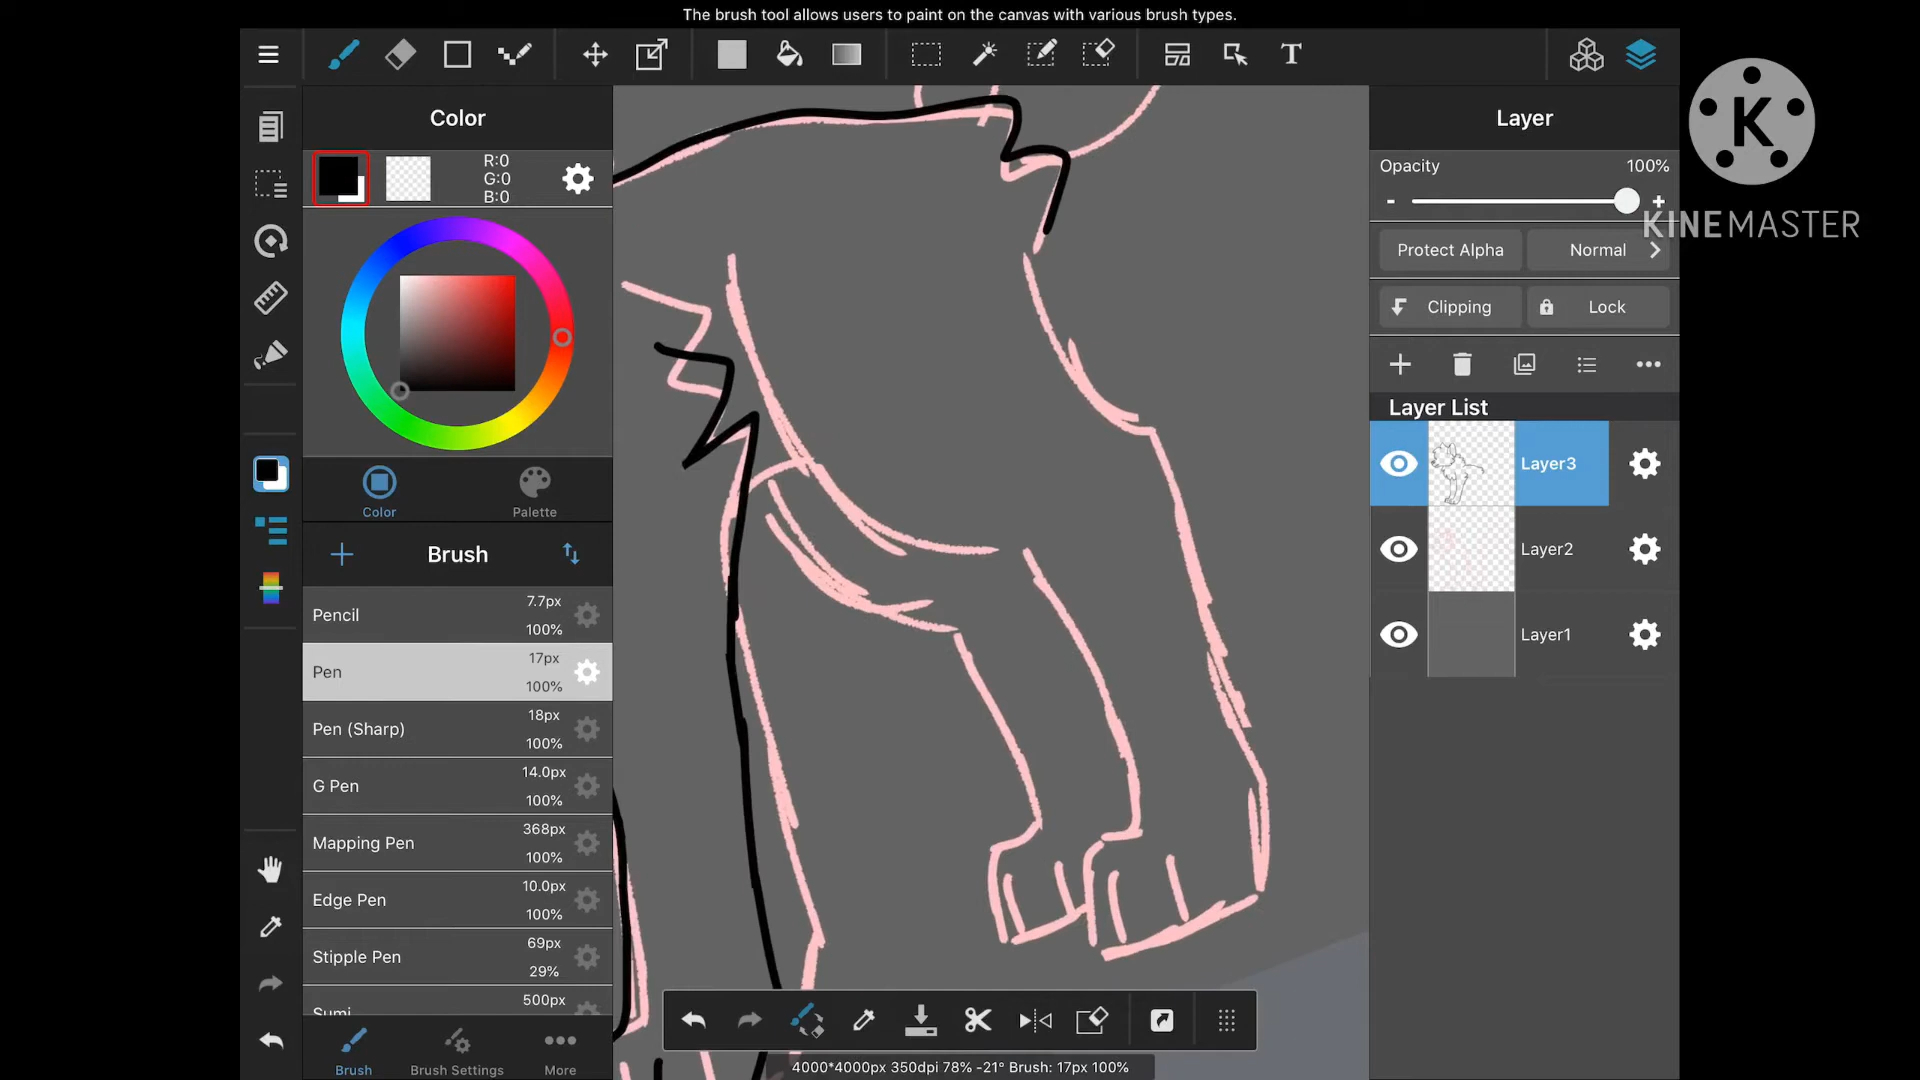 The brush tool allows users to paint on the canvas with various brush types.
T
Color
R:0
G:0
B:0
Color
Palette
Brush
Pencil
7.7px
100%
Pen
17px
100%
Pen (Sharp)
18px
100%
G Pen
14.0px
100%
Mapping Pen
368px
100%
Edge Pen
10.0px
100%
Stipple Pen
69px
29%
Sumi
500px
Brush
Brush Settings
More
4000*4000px 350dpi 78% -21° Brush: 17px 100%
Layer
Opacity
100%
- +
Protect Alpha
Normal
Clipping
Lock
Layer List
Layer3
Layer2
Layer1
K
KINEMASTER